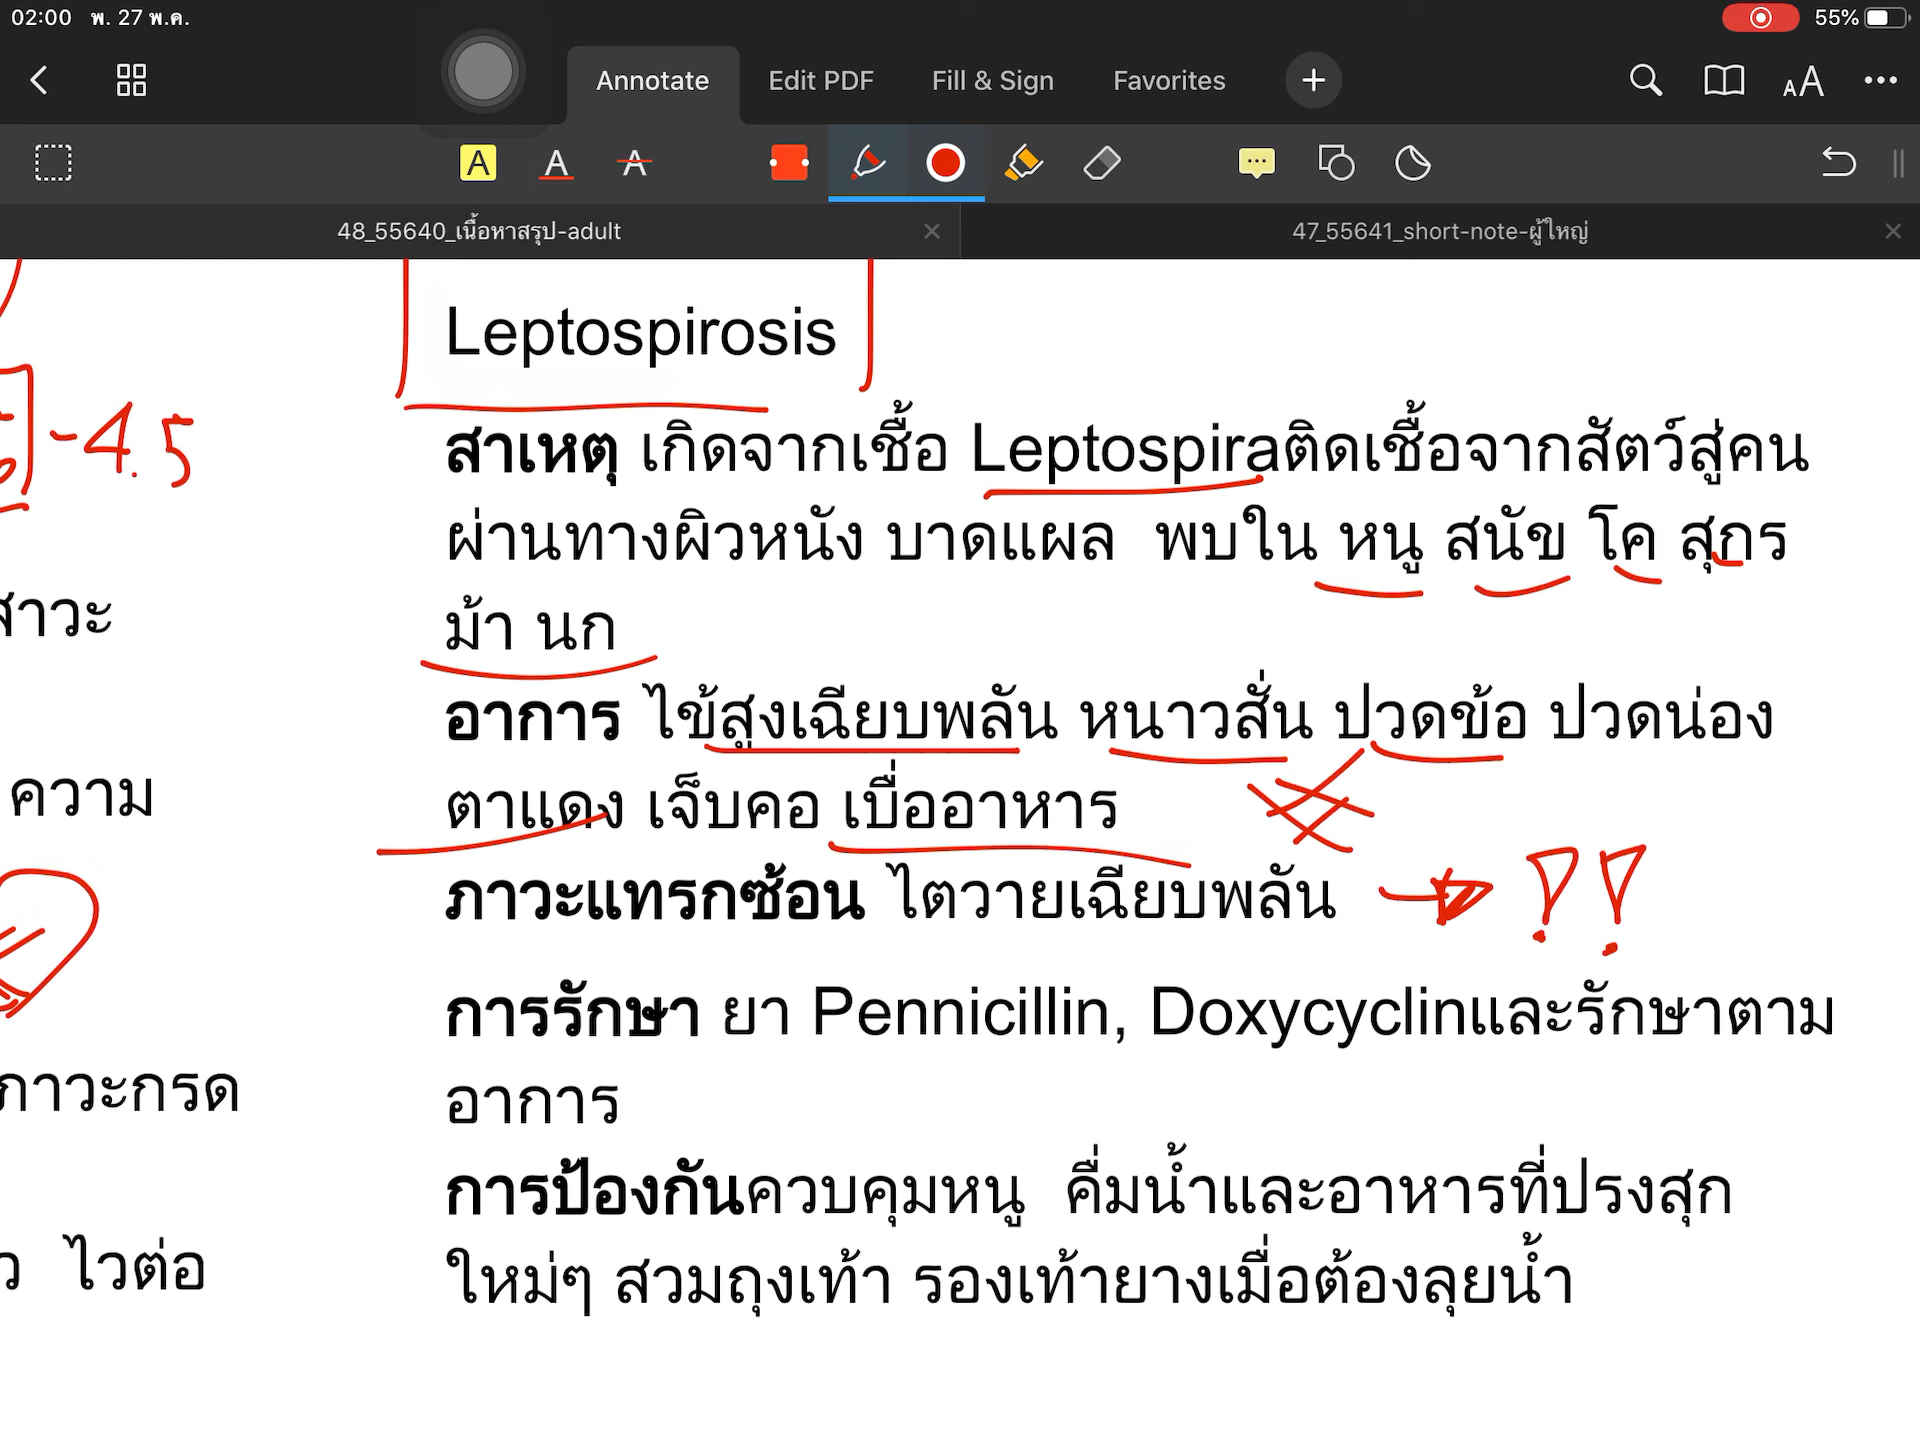 02:00 พ. 27 พ.ค.
55%
Annotate Edit PDF Fill & Sign Favorites
48_55640_เนื้อหาสรุป-adult
47_55641_short-note-ผู้ใหญ่
Leptospirosis
-4.5
สาเหตุ เกิดจากเชื้อ Leptospiraติดเชื้อจากสัตว์สู่คน
ผ่านทางผิวหนัง บาดแผล พบใน หนู สนัข โค สุกร
ม้า นก
สาวะ
อาการ ไข้สูงเฉียบพลัน หนาวสั่น ปวดข้อ ปวดน่อง
ตาแดง เจ็บคอ เบื่ออาหาร
ความ
ภาวะแทรกซ้อน ไตวายเฉียบพลัน
การรักษา ยา Pennicillin, Doxycyclinและรักษาตาม
อาการ
ภาวะกรด
การป้องกันควบคุมหนู คื่มน้ำและอาหารที่ปรงสุก
ใหม่ๆ สวมถุงเท้า รองเท้ายางเมื่อต้องลุยน้ำ
ว ไวต่อ